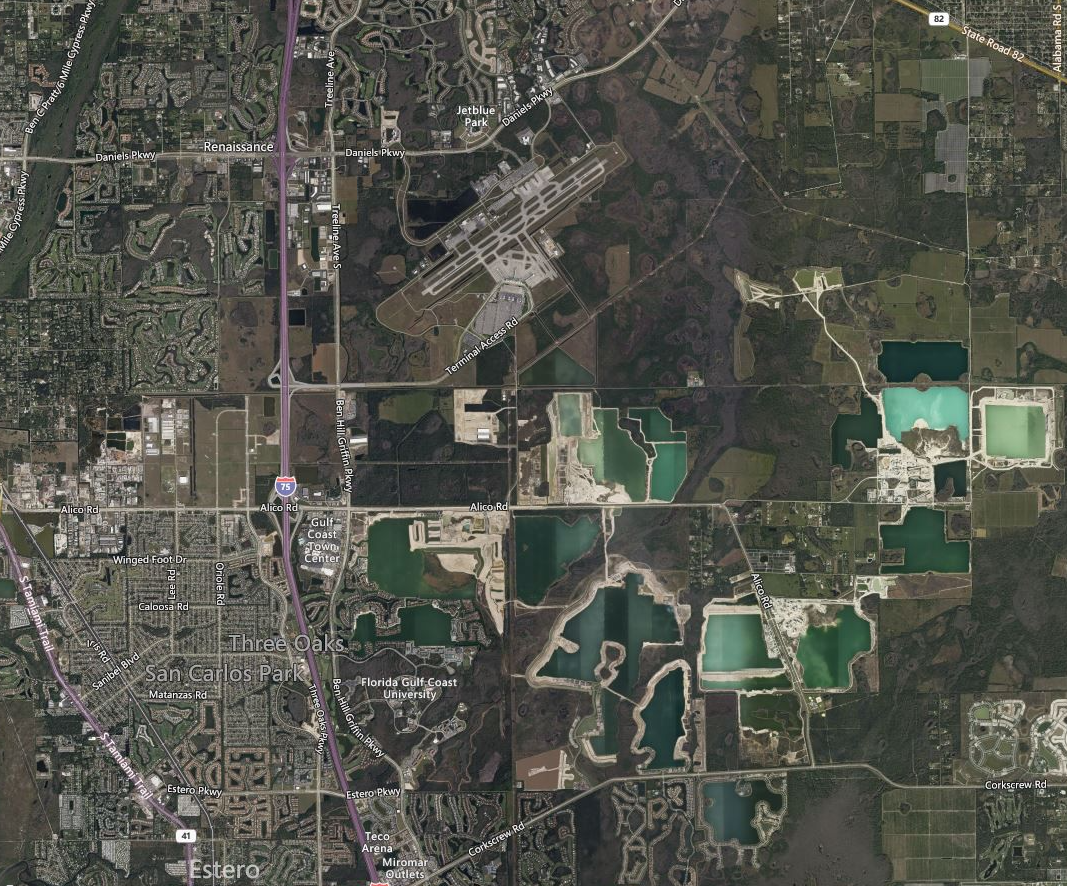 82
State Road 82
Alabama Rd S
Ben C Pratt/6 Mile Cypress Pkwy
Treeline Ave
Jetblue
Park
Daniels Pkwy
Daniels Pkwy
Renaissance
Daniels Pkwy
Mile Cypress Pkwy
Treeline Ave S
Terminal Access Rd
Ben Hill Griffin Pkwy
75
Alico Rd
Alico Rd
Alico Rd
Gulf
Coast
Town
Center
Winged Foot Dr
Lee Rd
Oriole Rd
Alico Rd
Caloosa Rd
S Tamiami Trail
Iris Rd
Three Oaks
Sanibel Blvd
San Carlos Park
Florida Gulf Coast
University
Matanzas Rd
Three Oaks Pkwy
Ben Hill Griffin Pkwy
S Tamiami Trail
Estero Pkwy
Estero Pkwy
Corkscrew Rd
Corkscrew Rd
41
Teco
Arena
Miromar
Outlets
Estero